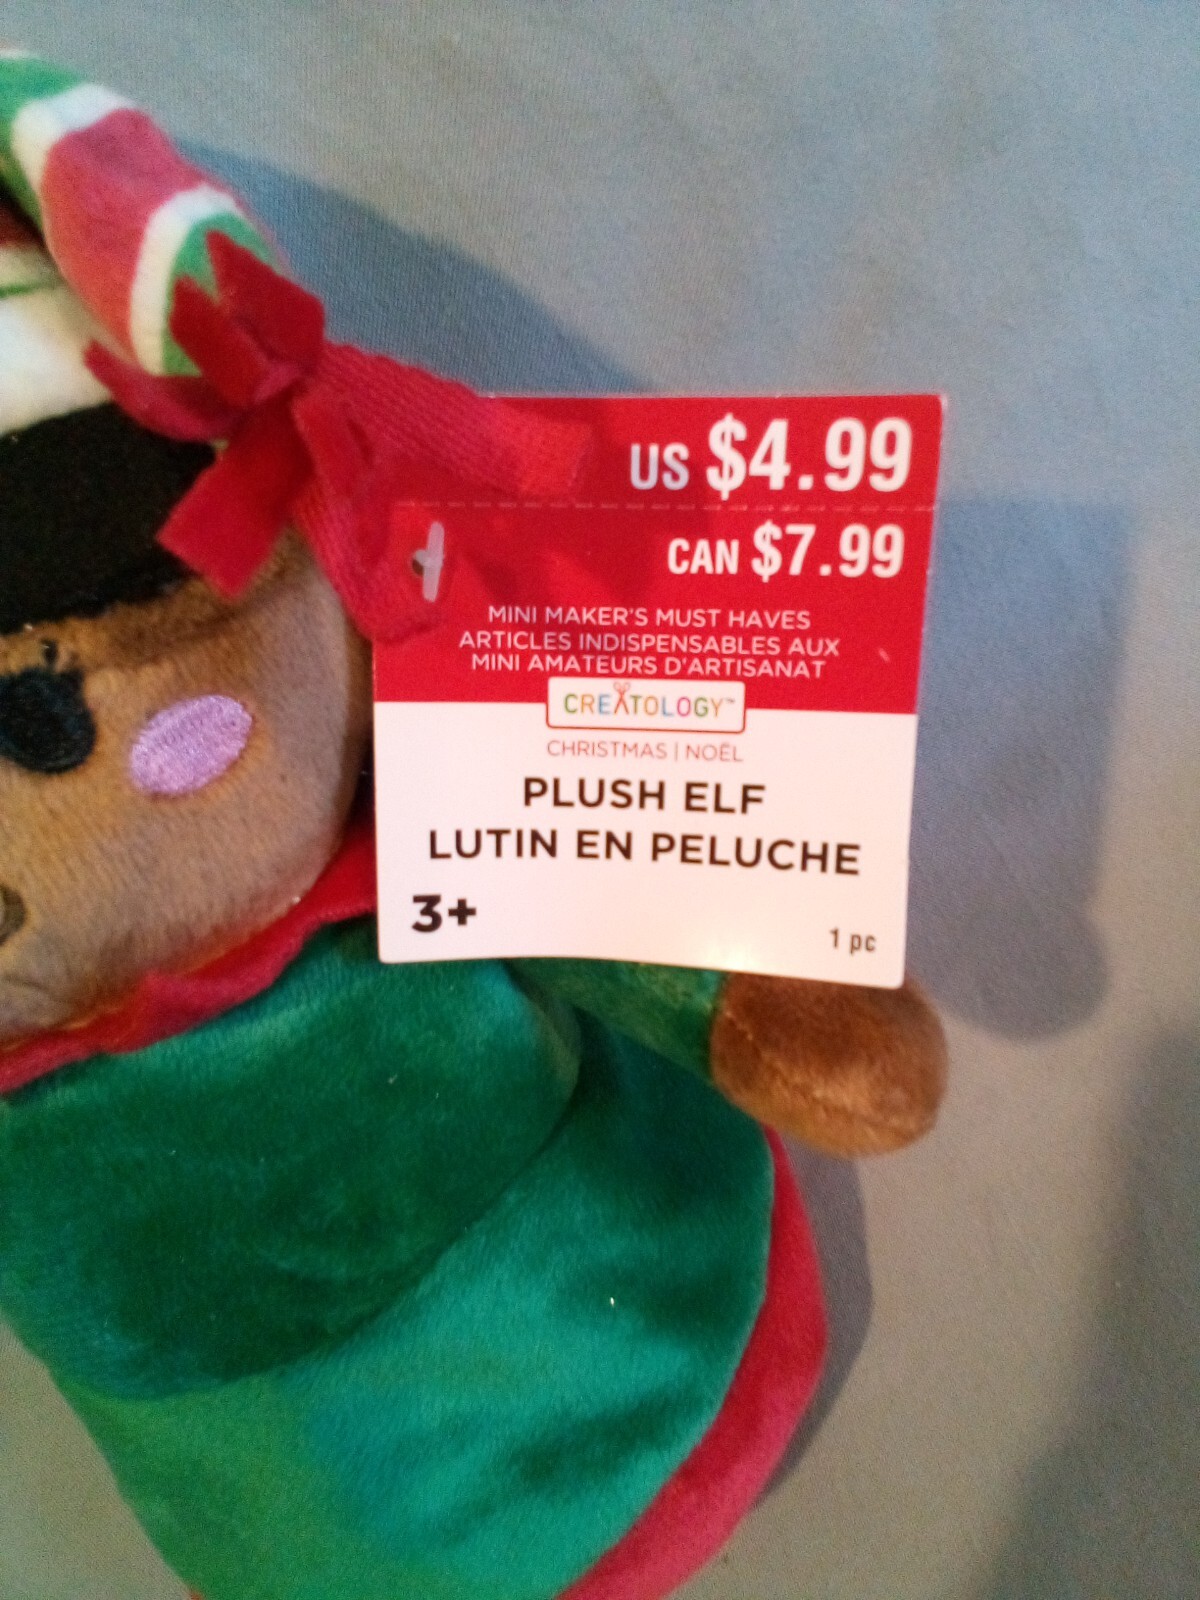 US $4.99
CAN $7.99
MINI MAKER'S MUST HAVES
ARTICLES INDISPENSABLES AUX
MINI AMATEURS D'ARTISANAT
CREATOLOGY™
CHRISTMAS | NOËL
PLUSH ELF
LUTIN EN PELUCHE
3+
1 pc